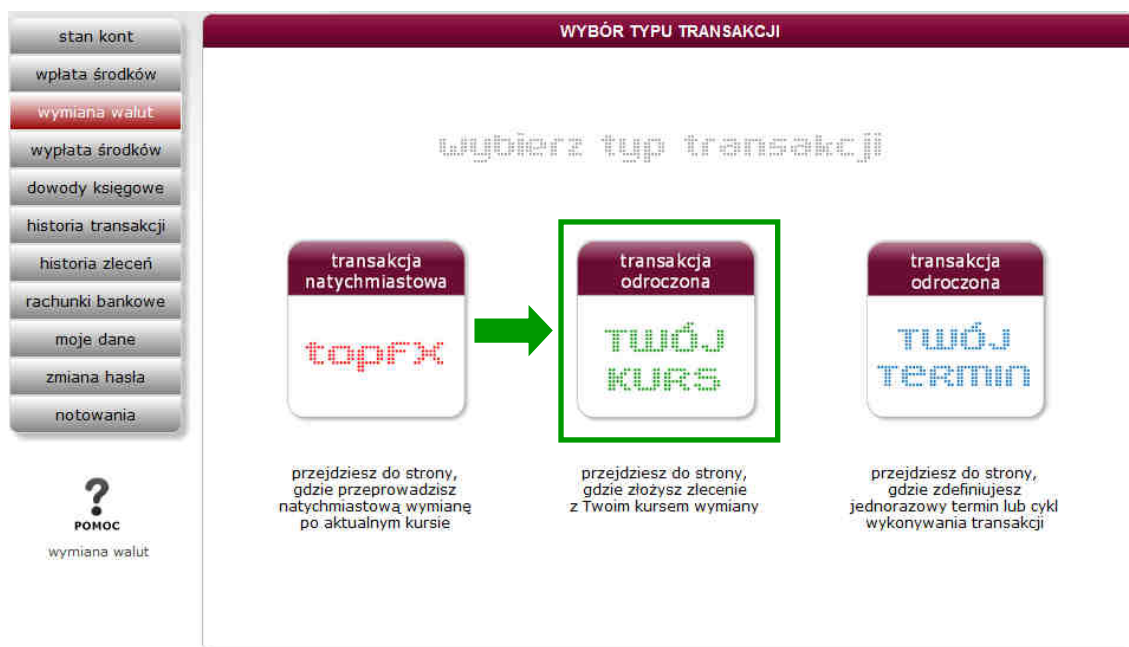 stan kont
wpłata środków
wymiana walut
wypłata środków
dowody księgowe
historia transakcji
historia zleceń
rachunki bankowe
moje dane
zmiana hasła
notowania
?
POMOC
wymiana walut
WYBÓR TYPU TRANSAKCJI
wybierz typ transakcji
transakcja
natychmiastowa
topFX
przejdziesz do strony,
gdzie przeprowadzisz
natychmiastową wymianę
po aktualnym kursie
transakcja
odroczona
TWÓJ
KURS
przejdziesz do strony,
gdzie złożysz zlecenie
z Twoim kursem wymiany
transakcja
odroczona
TWÓJ
TERMIN
przejdziesz do strony,
gdzie zdefiniujesz
jednorazowy termin lub cykl
wykonywania transakcji